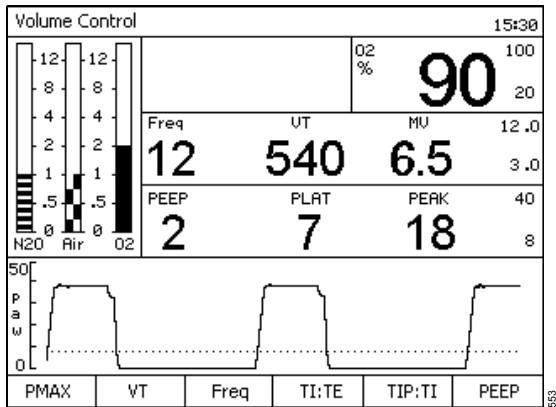 Volume Control 15:30
O2 % 90 100 20
12 12
8 8
4 4
2 2
1 1
.5 .5
0 0
N2O Air O2
Freq VT MV 12.0
12 540 6.5 3.0
PEEP PLAT PEAK 40
2 7 18 8
50
Paw
0
PMAX VT Freq TI:TE TIP:TI PEEP
553